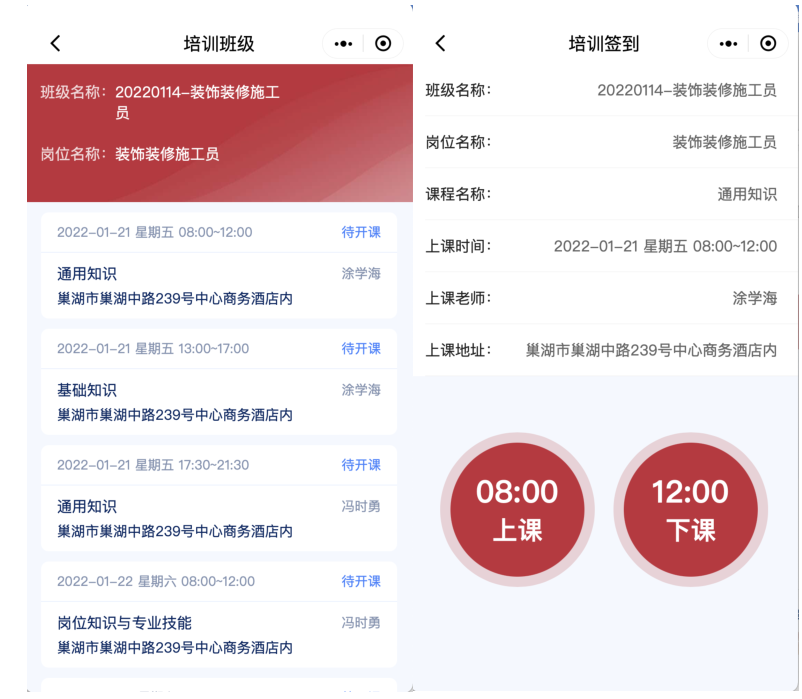 培训班级
班级名称：20220114-装饰装修施工
员
岗位名称：装饰装修施工员
2022-01-21 星期五 08:00~12:00 待开课
通用知识 涂学海
巢湖市巢湖中路239号中心商务酒店内
2022-01-21 星期五 13:00~17:00 待开课
基础知识 涂学海
巢湖市巢湖中路239号中心商务酒店内
2022-01-21 星期五 17:30~21:30 待开课
通用知识 冯时勇
巢湖市巢湖中路239号中心商务酒店内
2022-01-22 星期六 08:00~12:00 待开课
岗位知识与专业技能 冯时勇
巢湖市巢湖中路239号中心商务酒店内
培训签到
班级名称： 20220114-装饰装修施工员
岗位名称： 装饰装修施工员
课程名称： 通用知识
上课时间： 2022-01-21 星期五 08:00~12:00
上课老师： 涂学海
上课地址： 巢湖市巢湖中路239号中心商务酒店内
08:00
上课
12:00
下课